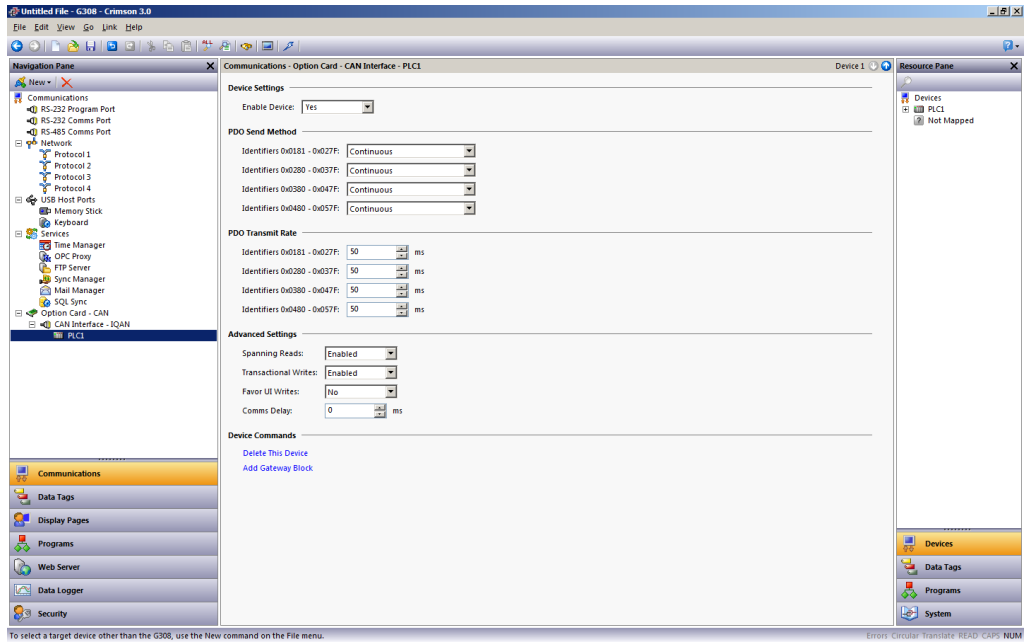 Untitled File - G308 - Crimson 3.0
File Edit View Go Link Help
Navigation Pane
New
Communications
RS-232 Program Port
RS-232 Comms Port
RS-485 Comms Port
Network
Protocol 1
Protocol 2
Protocol 3
Protocol 4
USB Host Ports
Memory Stick
Keyboard
Services
Time Manager
OPC Proxy
FTP Server
Sync Manager
Mail Manager
SQL Sync
Option Card - CAN
CAN Interface - IQAN
PLC1
Communications
Data Tags
Display Pages
Programs
Web Server
Data Logger
Security
Communications - Option Card - CAN Interface - PLC1 Device 1
Device Settings
Enable Device: Yes
PDO Send Method
Identifiers 0x0181 - 0x027F: Continuous
Identifiers 0x0280 - 0x037F: Continuous
Identifiers 0x0380 - 0x047F: Continuous
Identifiers 0x0480 - 0x057F: Continuous
PDO Transmit Rate
Identifiers 0x0181 - 0x027F: 50 ms
Identifiers 0x0280 - 0x037F: 50 ms
Identifiers 0x0380 - 0x047F: 50 ms
Identifiers 0x0480 - 0x057F: 50 ms
Advanced Settings
Spanning Reads: Enabled
Transactional Writes: Enabled
Favor UI Writes: No
Comms Delay: 0 ms
Device Commands
Delete This Device
Add Gateway Block
Resource Pane
Devices
PLC1
Not Mapped
Devices
Data Tags
Programs
System
To select a target device other than the G308, use the New command on the File menu.
Errors Circular Translate READ CAPS NUM